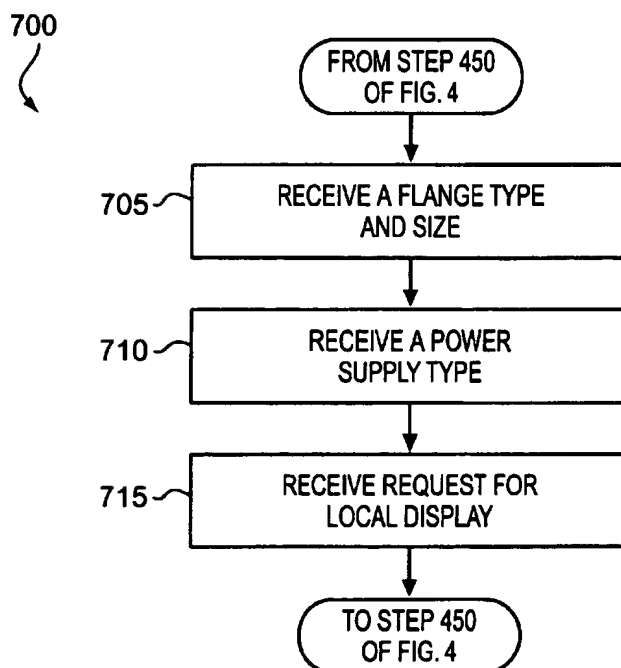 700
FROM STEP 450
OF FIG. 4
705
RECEIVE A FLANGE TYPE
AND SIZE
710
RECEIVE A POWER
SUPPLY TYPE
715
RECEIVE REQUEST FOR
LOCAL DISPLAY
TO STEP 450
OF FIG. 4